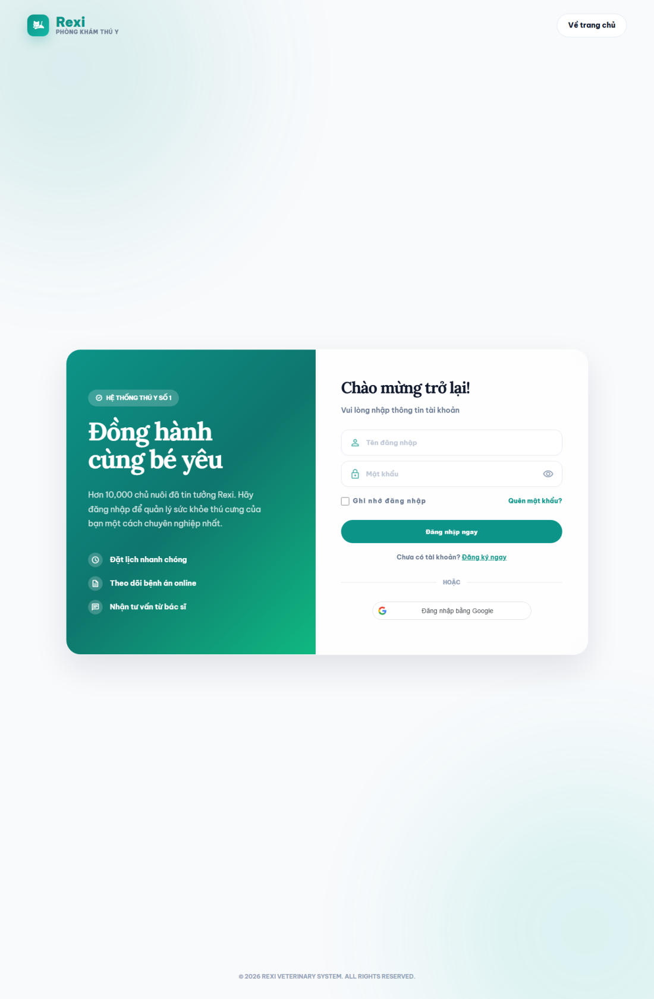 Rexi
PHÒNG KHÁM THÚ Y
Về trang chủ
HỆ THỐNG THÚ Y SỐ 1
Đồng hành
cùng bé yêu
Hơn 10,000 chủ nuôi đã tin tưởng Rexi. Hãy
đăng nhập để quản lý sức khỏe thú cưng của
bạn một cách chuyên nghiệp nhất.
Đặt lịch nhanh chóng
Theo dõi bệnh án online
Nhận tư vấn từ bác sĩ
Chào mừng trở lại!
Vui lòng nhập thông tin tài khoản
Tên đăng nhập
Mật khẩu
Ghi nhớ đăng nhập
Quên mật khẩu?
Đăng nhập ngay
Chưa có tài khoản? Đăng ký ngay
HOẶC
Đăng nhập bằng Google
© 2026 REXI VETERINARY SYSTEM. ALL RIGHTS RESERVED.